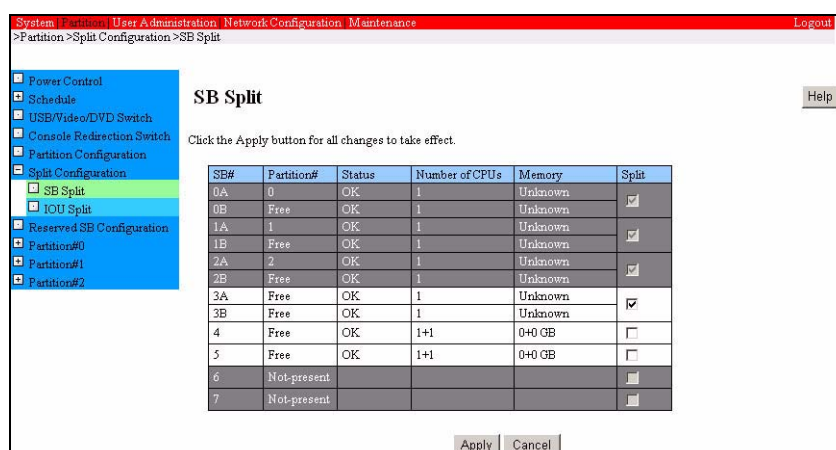 System | Partition | User Administration | Network Configuration | Maintenance Logout
>Partition >Split Configuration >SB Split
Power Control
Schedule
USB/Video/DVD Switch
Console Redirection Switch
Partition Configuration
Split Configuration
SB Split
IOU Split
Reserved SB Configuration
Partition#0
Partition#1
Partition#2
SB Split
Help
Click the Apply button for all changes to take effect.
SB# Partition# Status Number of CPUs Memory Split
0A 0 OK 1 Unknown
0B Free OK 1 Unknown
1A 1 OK 1 Unknown
1B Free OK 1 Unknown
2A 2 OK 1 Unknown
2B Free OK 1 Unknown
3A Free OK 1 Unknown
3B Free OK 1 Unknown
4 Free OK 1+1 0+0 GB
5 Free OK 1+1 0+0 GB
6 Not-present
7 Not-present
Apply Cancel